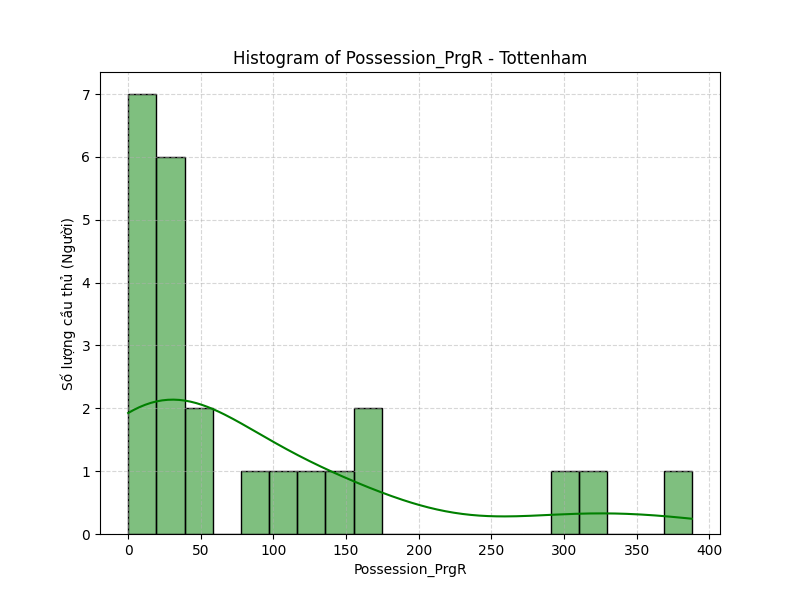 Histogram of Possession_PrgR - Tottenham
Số lượng cầu thủ (Người)
7
6
5
4
3
2
1
0
0 50 100 150 200 250 300 350 400
Possession_PrgR